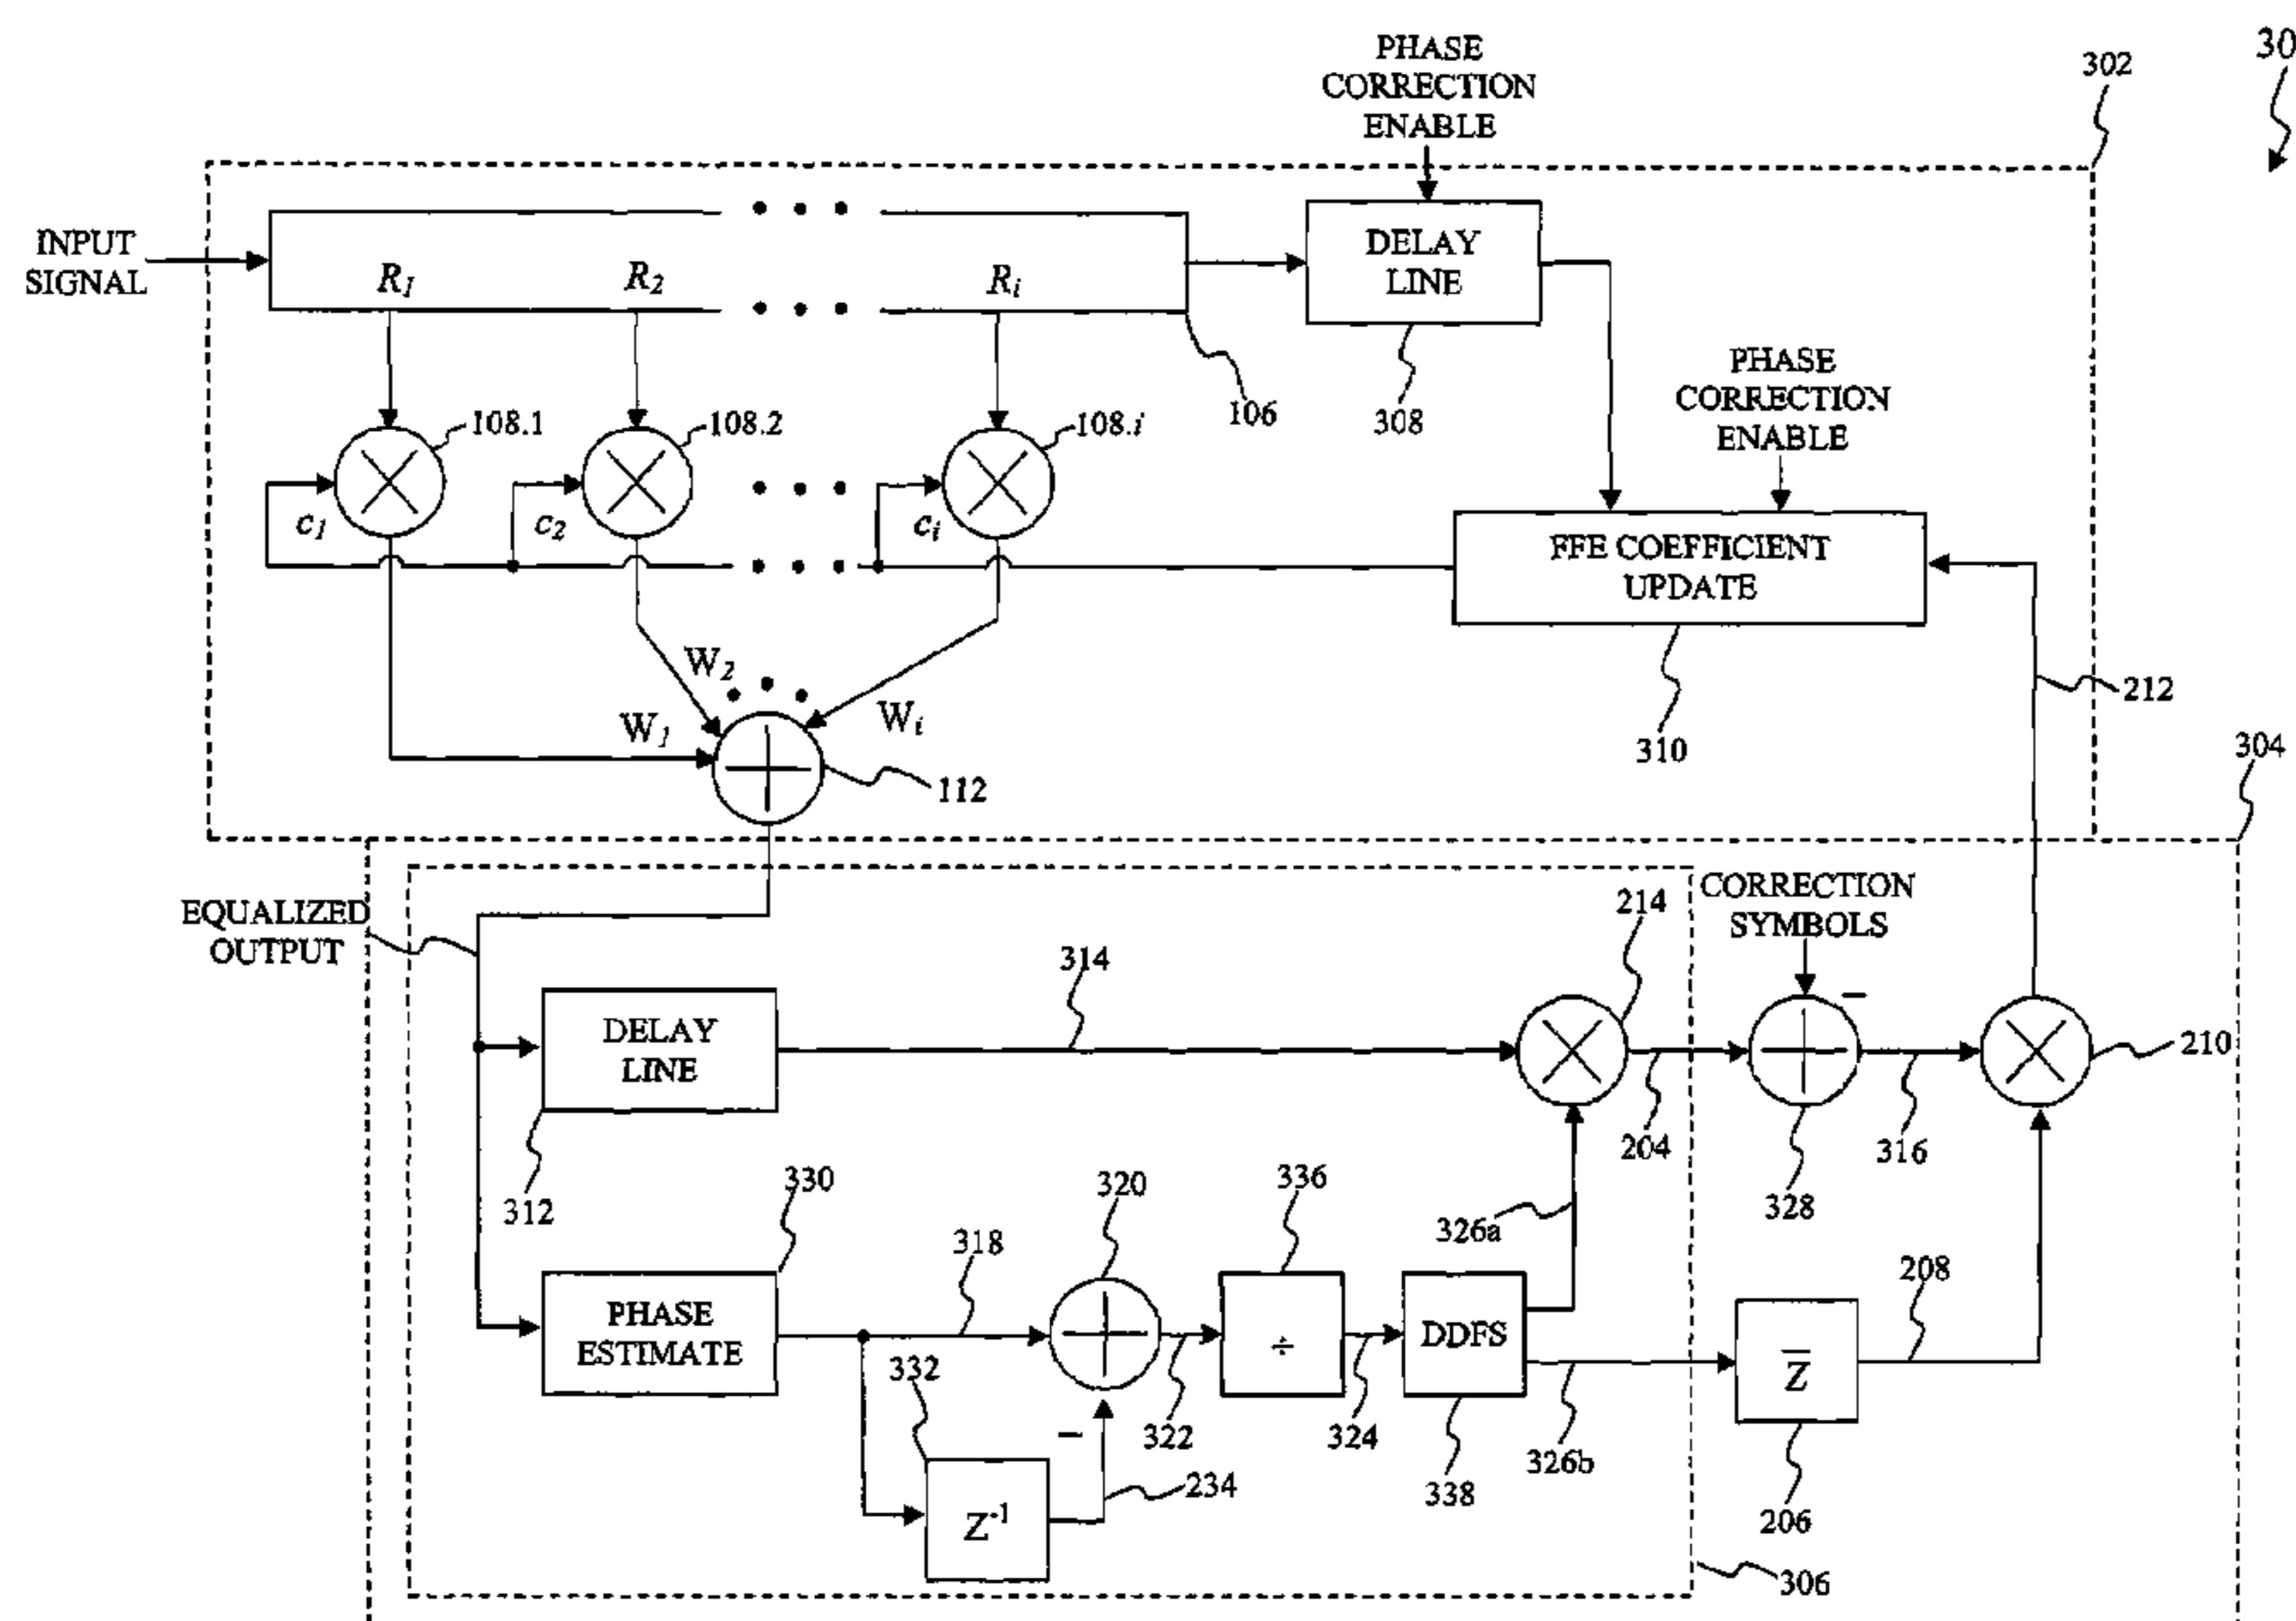 PHASE
CORRECTION
ENABLE
302
30
INPUT
SIGNAL
R1
R2
Ri
DELAY
LINE
106
308
PHASE
CORRECTION
ENABLE
108.1
108.2
108.i
c1
c2
ci
FFE COEFFICIENT
UPDATE
W2
W1
Wi
112
310
212
304
EQUALIZED
OUTPUT
CORRECTION
SYMBOLS
214
314
DELAY
LINE
−
210
312
204
328
316
330
320
336
326a
318
208
PHASE
ESTIMATE
÷
DDFS
Z̅
332
−
322
324
326b
Z-1
234
338
206
306